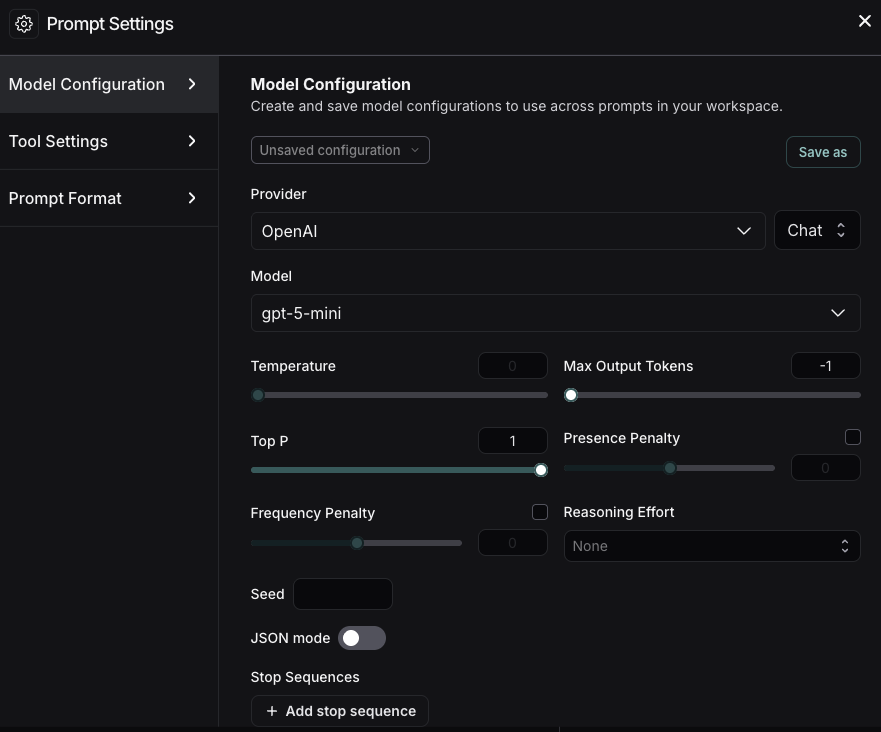 Prompt Settings
Model Configuration
Tool Settings
Prompt Format
Model Configuration
Create and save model configurations to use across prompts in your workspace.
Unsaved configuration
Save as
Provider
OpenAI
Chat
Model
gpt-5-mini
Temperature
0
Max Output Tokens
-1
Top P
1
Presence Penalty
0
Frequency Penalty
0
Reasoning Effort
None
Seed
JSON mode
Stop Sequences
+ Add stop sequence